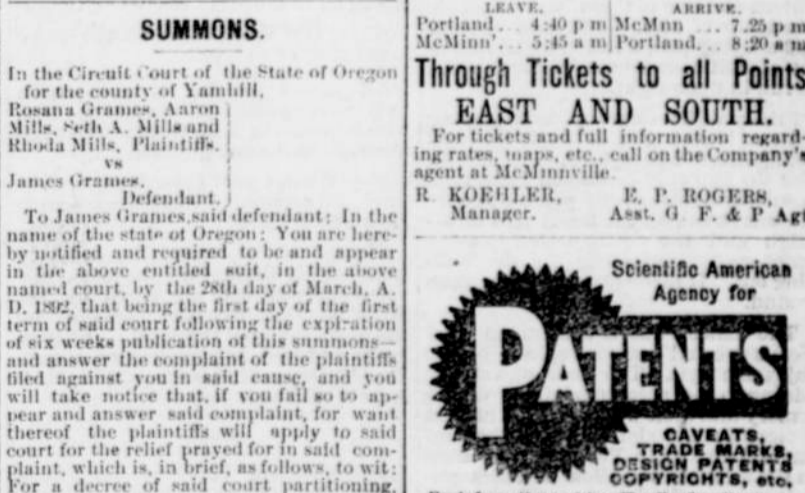 SUMMONS.
In the Circuit Court of the State of Oregon
for the county of Yamhill.
Rosana Grames, Aaron
Mills, Seth A. Mills and
Rhoda Mills, Plaintiffs.
vs
James Grames,
Defendant.
To James Grames, said defendant: In the
name of the state of Oregon: You are here-
by notified and required to be and appear
in the above entitled suit, in the above
named court, by the 28th day of March, A.
D. 1892, that being the first day of the first
term of said court following the expiration
of six weeks publication of this summons—
and answer the complaint of the plaintiffs
filed against you in said cause, and you
will take notice that, if you fail so to ap-
pear and answer said complaint, for want
thereof the plaintiffs will apply to said
court for the relief prayed for in said com-
plaint, which is, in brief, as follows, to wit:
For a decree of said court partitioning,
LEAVE. ARRIVE.
Portland.. 4:40 p m McMnn .. 7.25 p m
McMinn'... 5:45 a m Portland... 8:20 a m
Through Tickets to all Points
EAST AND SOUTH.
For tickets and full information regard-
ing rates, maps, etc., call on the Company's
agent at McMinnville.
R. KOEHLER, E. P. ROGERS,
Manager. Asst. G. F. & P Agt
Scientific American
Agency for
PATENTS
CAVEATS,
TRADE MARKS,
DESIGN PATENTS
COPYRIGHTS, etc.